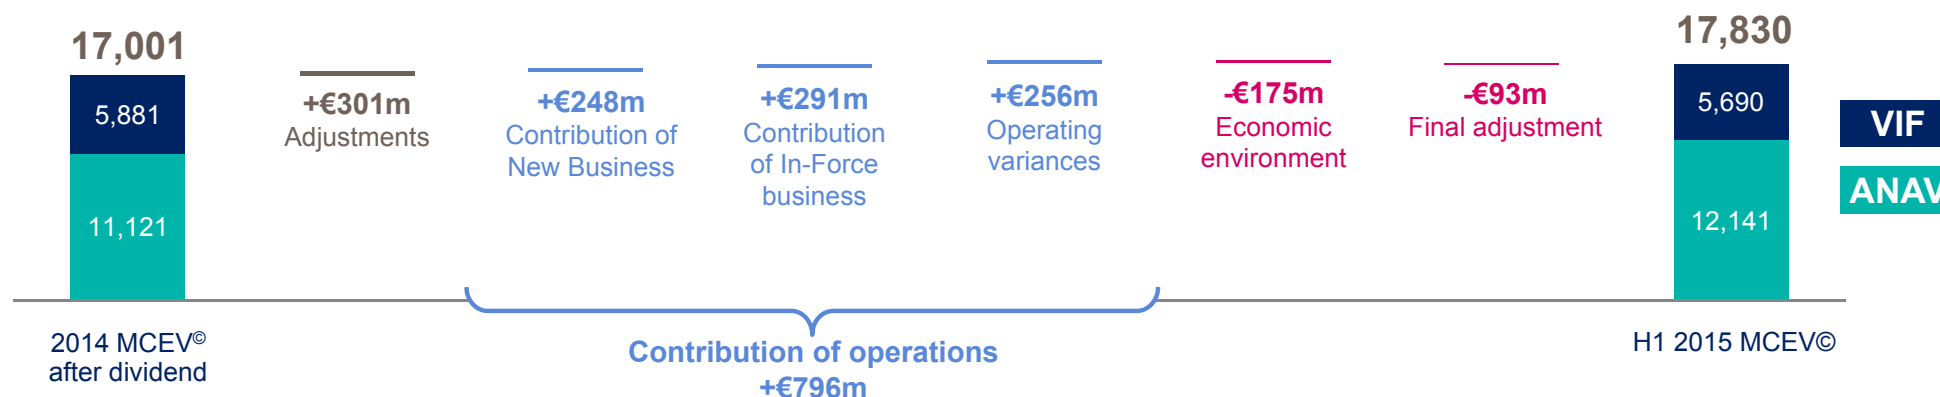 17,001
5,881
11,121
2014 MCEV©
after dividend
+€301m
Adjustments
+€248m
Contribution of
New Business
+€291m
Contribution
of In-Force
business
+€256m
Operating
variances
Contribution of operations
+€796m
-€175m
Economic
environment
-€93m
Final adjustment
17,830
5,690
12,141
H1 2015 MCEV©
VIF
ANAV